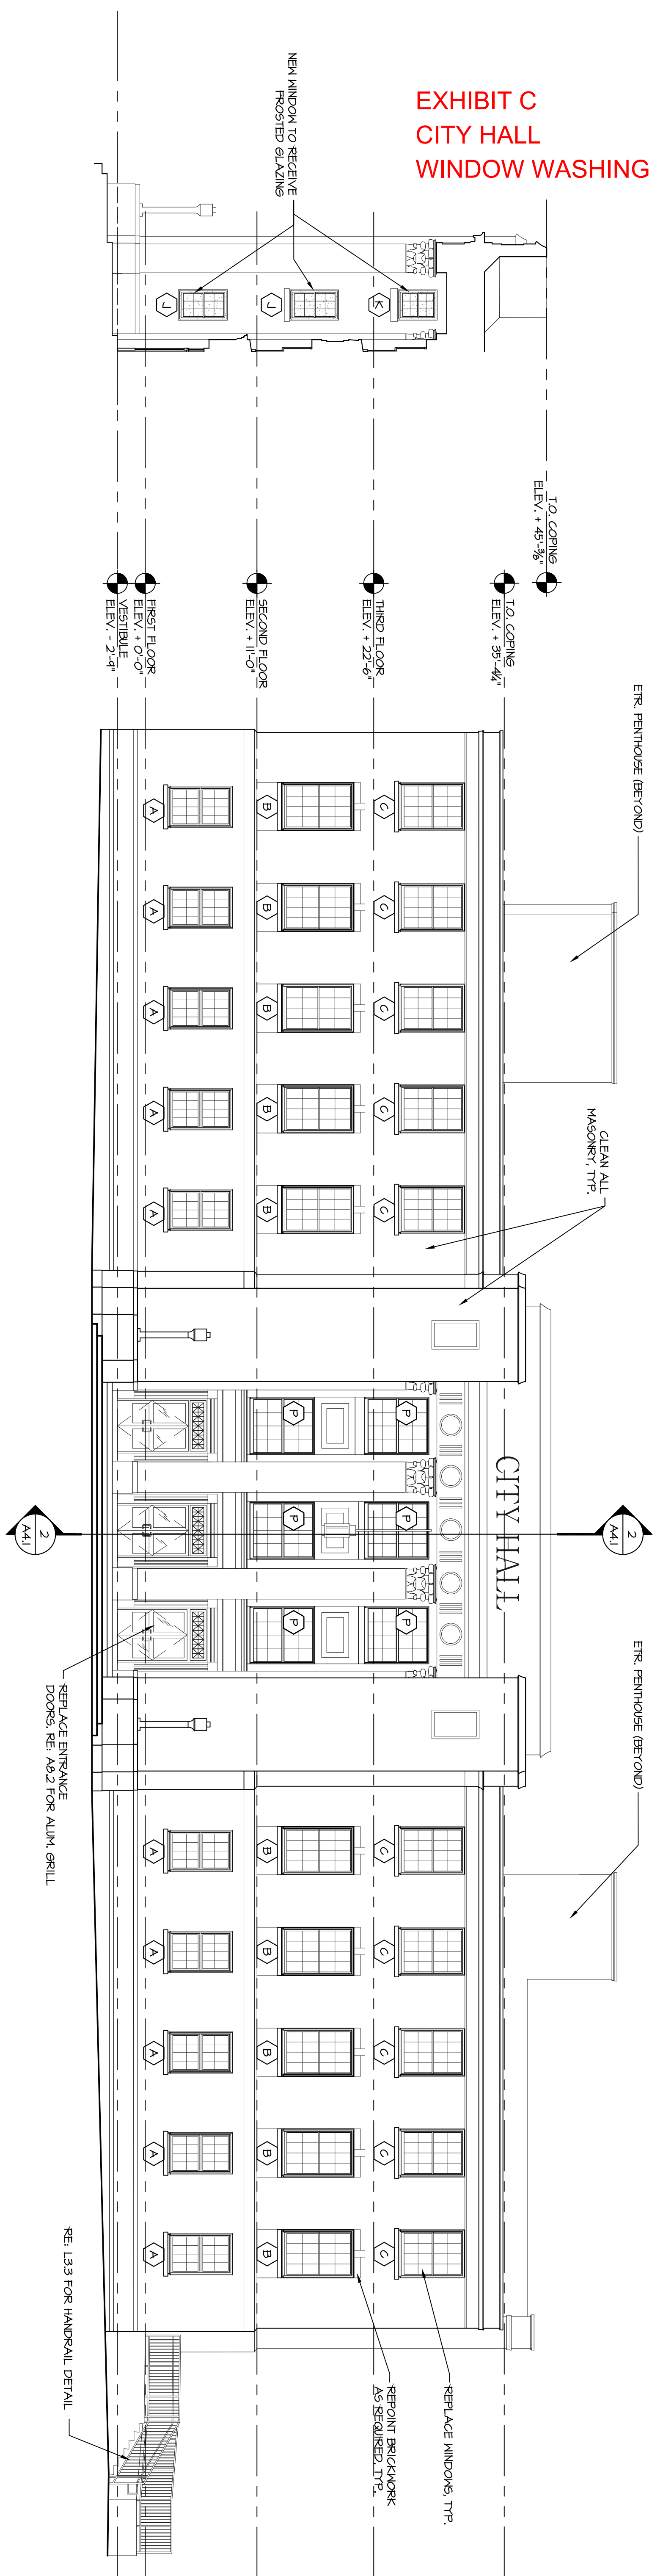 EXHIBIT C
CITY HALL
WINDOW WASHING
NEW WINDOW TO RECEIVE
FROSTED GLAZING
J
J
K
T.O. COPING
ELEV. + 45'-3⁄8"
T.O. COPING
ELEV. + 35'-4¼"
THIRD FLOOR
ELEV. + 22'-6"
SECOND FLOOR
ELEV. + 11'-0"
FIRST FLOOR
ELEV. + 0'-0"
VESTIBULE
ELEV. - 2'-9"
ETR. PENTHOUSE (BEYOND)
CLEAN ALL
MASONRY, TYP.
C C C C C
B B B B B
A A A A A
CITY HALL
P P P
P P P
2
A4.1
2
A4.1
ETR. PENTHOUSE (BEYOND)
REPLACE ENTRANCE
DOORS, RE: A8.2 FOR ALUM. GRILL
C C C C C
B B B B B
A A A A A
REPLACE WINDOWS, TYP.
REPOINT BRICKWORK
AS REQUIRED, TYP.
RE: L3.3 FOR HANDRAIL DETAIL